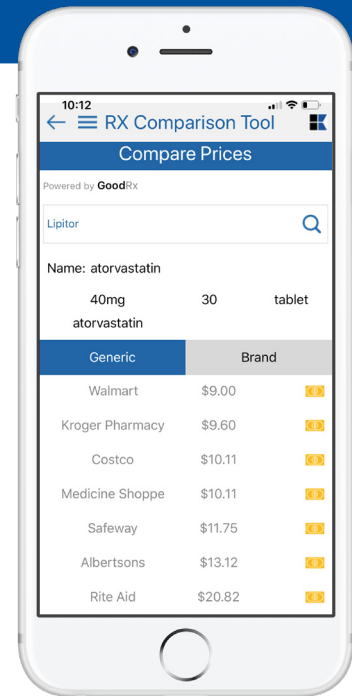 10:12
RX Comparison Tool
Compare Prices
Powered by GoodRx
Lipitor
Name: atorvastatin
40mg 30 tablet
atorvastatin
Generic Brand
Walmart $9.00
Kroger Pharmacy $9.60
Costco $10.11
Medicine Shoppe $10.11
Safeway $11.75
Albertsons $13.12
Rite Aid $20.82